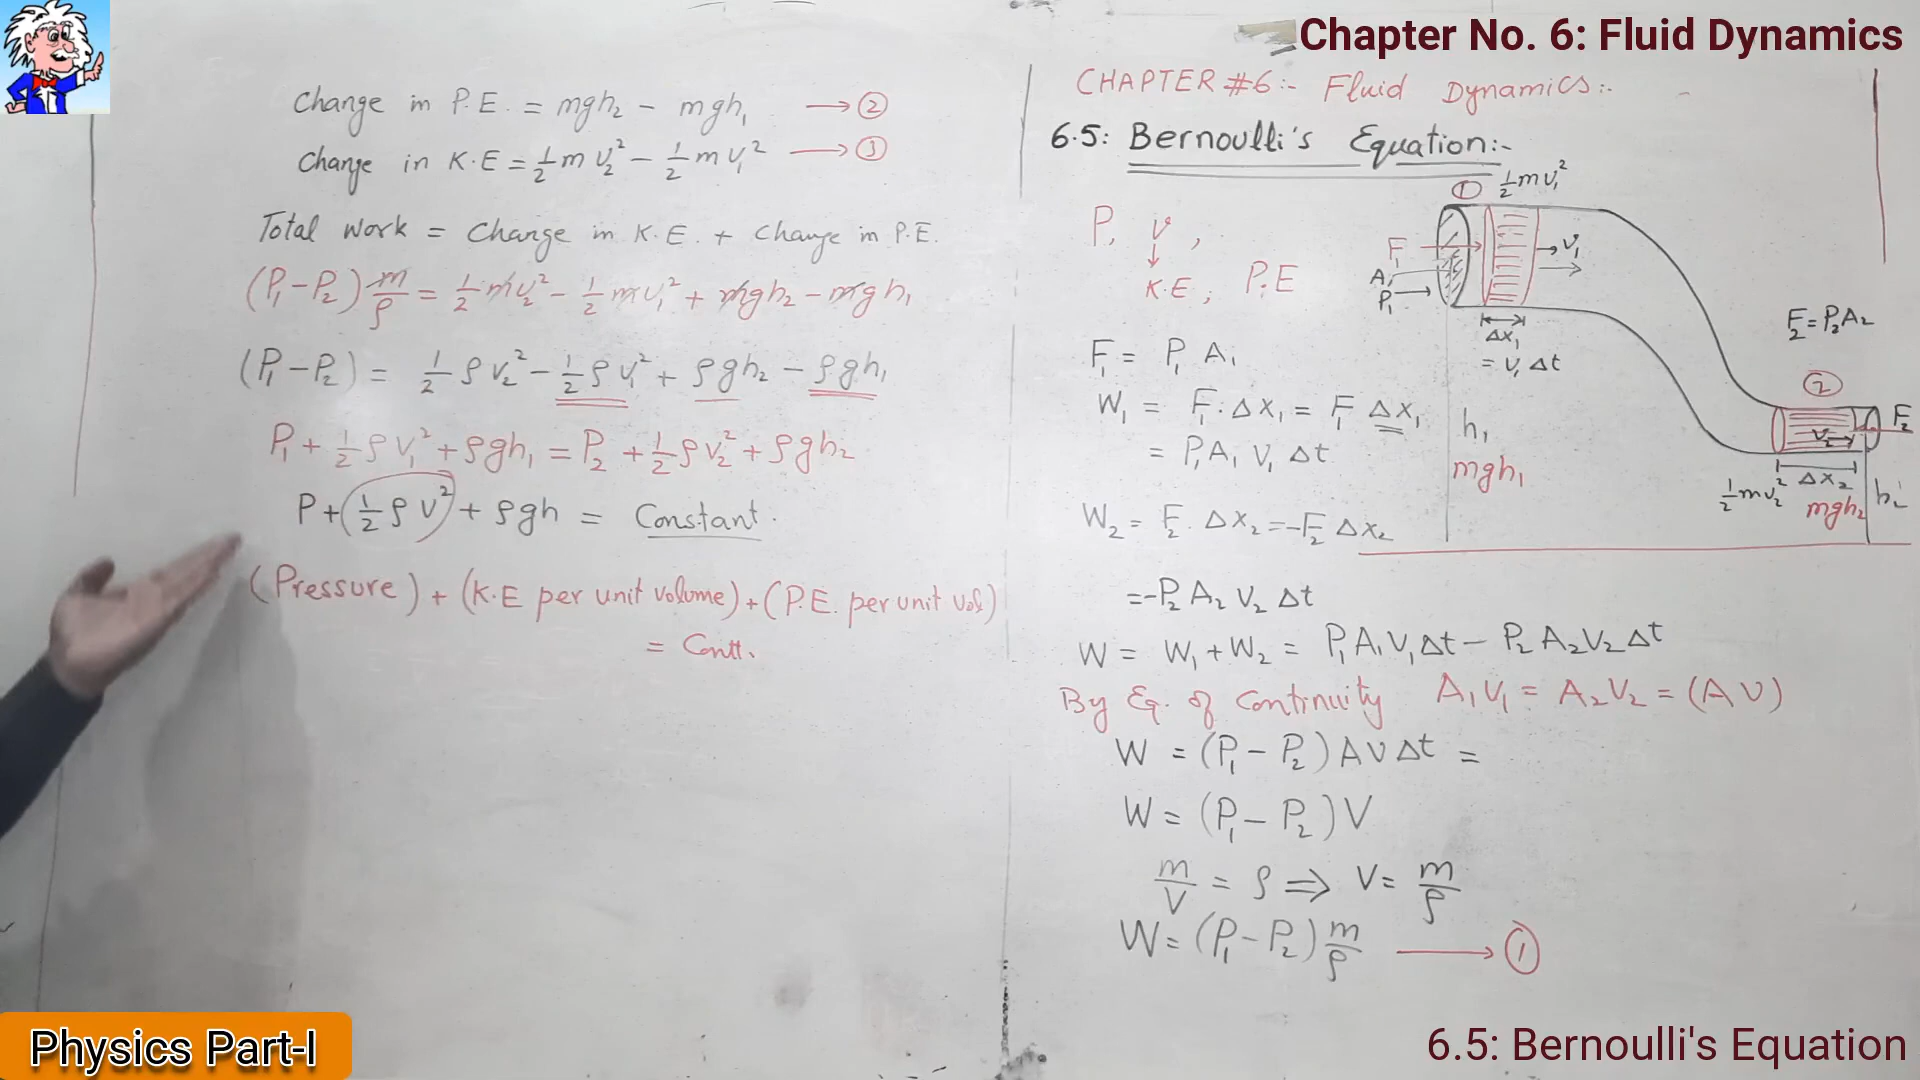 Chapter No. 6: Fluid Dynamics
CHAPTER #6:- Fluid Dynamics:-
6.5: Bernoulli's Equation:-
① ½mv₁²
P, v,
↓
K.E, P.E
F₁
A₁
P₁ →
→ v₁
Δx₁
= v₁Δt
F₂=P₂A₂
②
F₂
v₂
Δx₂
½mv₂²
mgh₂
h₂
h₁
mgh₁
F₁ = P₁A₁
W₁ = F₁.Δx₁ = F₁Δx₁
= P₁A₁V₁Δt
W₂ = F₂.Δx₂ = -F₂Δx₂
= -P₂A₂V₂Δt
W = W₁+W₂ = P₁A₁V₁Δt - P₂A₂V₂Δt
By Eq. of Continuity A₁V₁ = A₂V₂ = (AV)
W = (P₁-P₂)AVΔt =
W = (P₁-P₂)V
m/V = ρ ⇒ V = m/ρ
W = (P₁-P₂)m/ρ → ①
Change in P.E. = mgh₂ - mgh₁ → ②
Change in K.E = ½mv₂² - ½mv₁² → ③
Total Work = Change in K.E. + Change in P.E.
(P₁-P₂)m/ρ = ½mv₂² - ½mv₁² + mgh₂ - mgh₁
(P₁-P₂) = ½ρv₂² - ½ρv₁² + ρgh₂ - ρgh₁
P₁ + ½ρv₁² + ρgh₁ = P₂ + ½ρv₂² + ρgh₂
P + (½ρv²) + ρgh = Constant.
(Pressure) + (K.E per unit volume) + (P.E. per unit vol)
= Contt.
Physics Part-I
6.5: Bernoulli's Equation